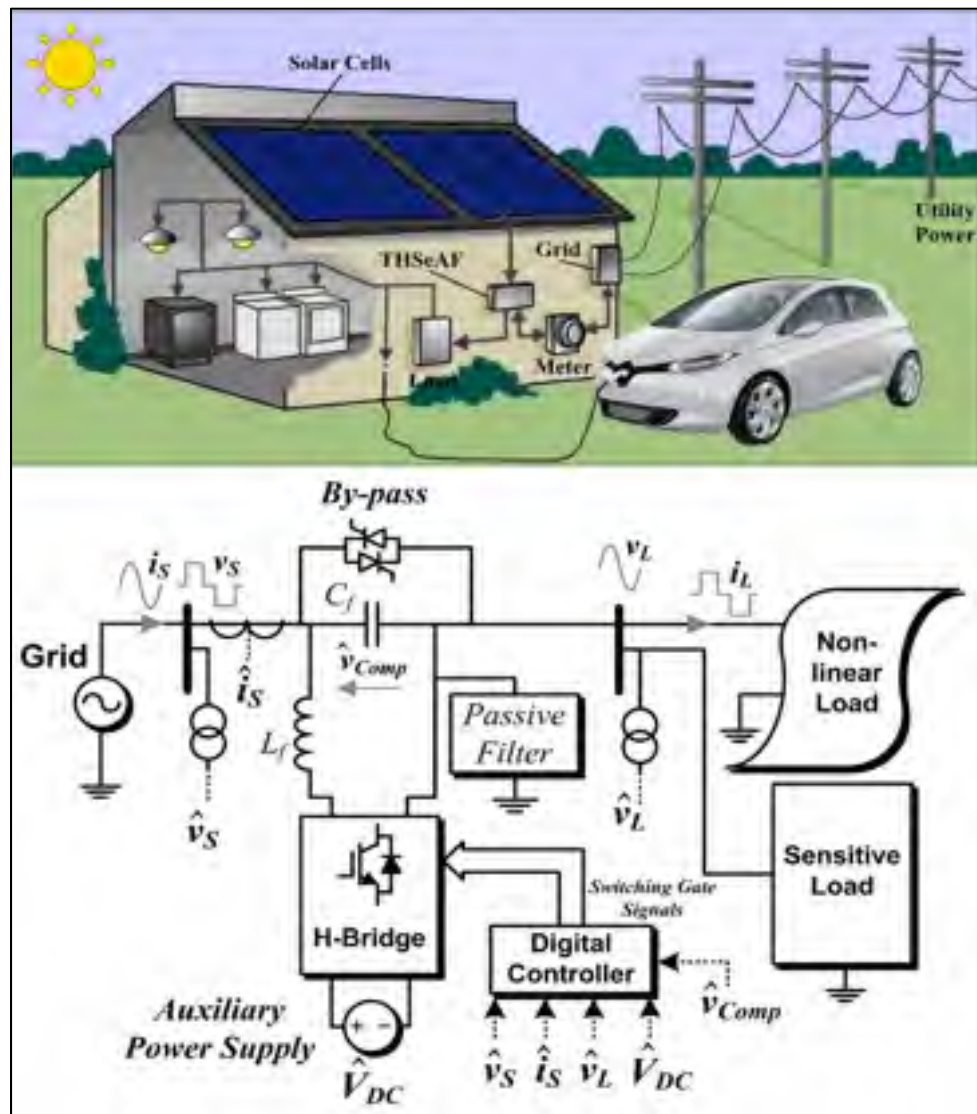 Solar Cells
Utility
Power
THSeAF
Grid
Meter
By-pass
i_S
v_S
C_f
v̂_Comp
v_L
i_L
Grid
î_S
Non-
linear
Load
L_f
Passive
Filter
v̂_S
v̂_L
Sensitive
Load
H-Bridge
Switching Gate
Signals
Digital
Controller
v̂_Comp
Auxiliary
Power Supply
+ -
V̂_DC
v̂_S î_S v̂_L V̂_DC